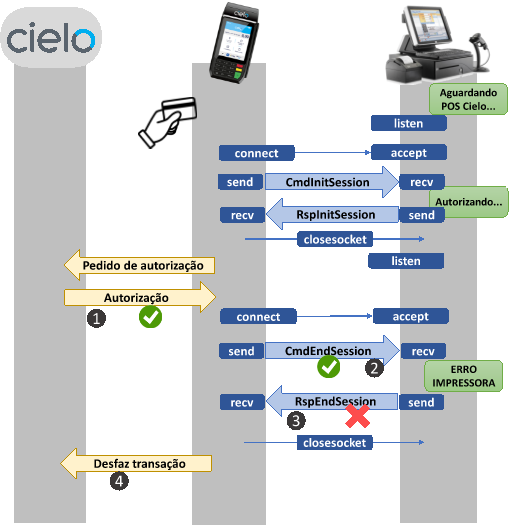 cielo
Aguardando
POS Cielo...
listen
connect
accept
send
CmdInitSession
recv
Autorizando...
recv
RspInitSession
send
closesocket
Pedido de autorização
listen
Autorização
1
connect
accept
send
CmdEndSession
recv
2
ERRO
IMPRESSORA
recv
RspEndSession
send
3
closesocket
Desfaz transação
4